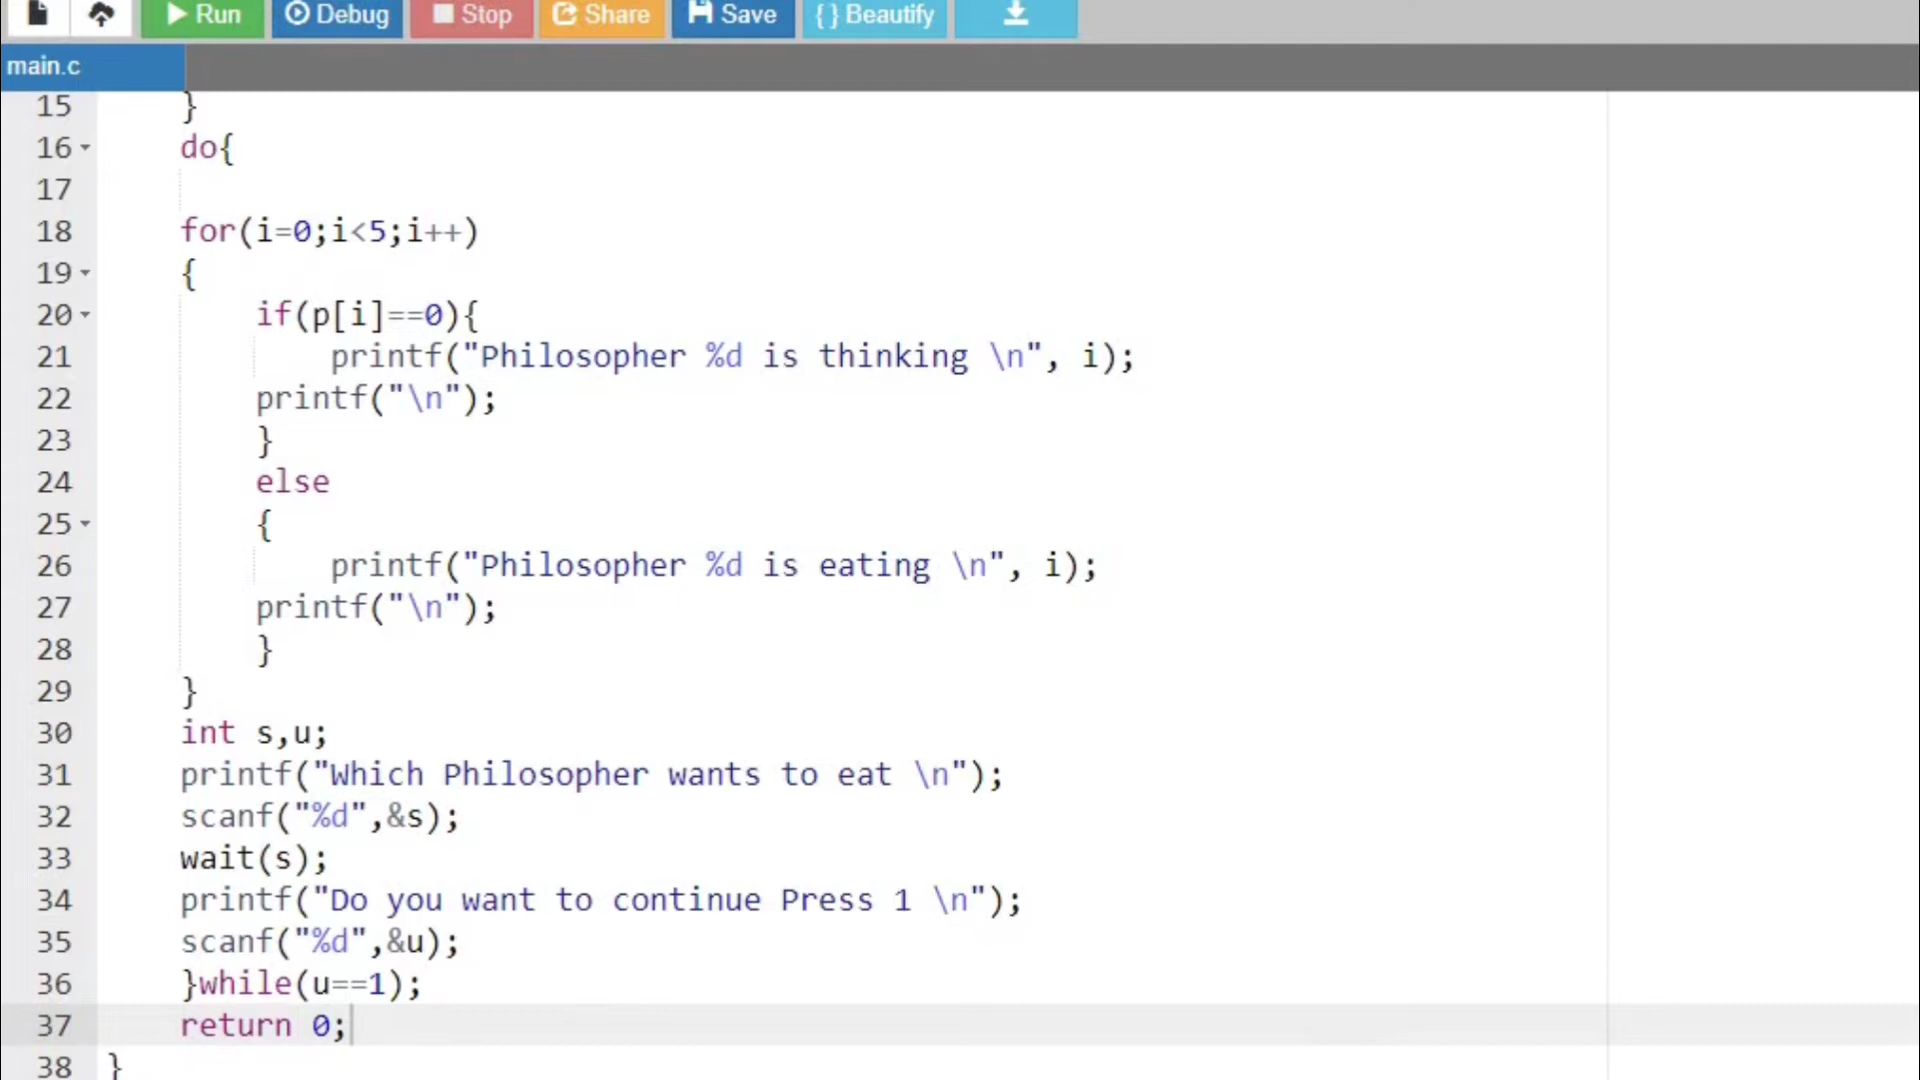 Run Debug Stop Share Save { } Beautify
main.c
15 }
16 do{
17
18 for(i=0;i<5;i++)
19 {
20 if(p[i]==0){
21 printf("Philosopher %d is thinking \n", i);
22 printf("\n");
23 }
24 else
25 {
26 printf("Philosopher %d is eating \n", i);
27 printf("\n");
28 }
29 }
30 int s,u;
31 printf("Which Philosopher wants to eat \n");
32 scanf("%d",&s);
33 wait(s);
34 printf("Do you want to continue Press 1 \n");
35 scanf("%d",&u);
36 }while(u==1);
37 return 0;
38 }